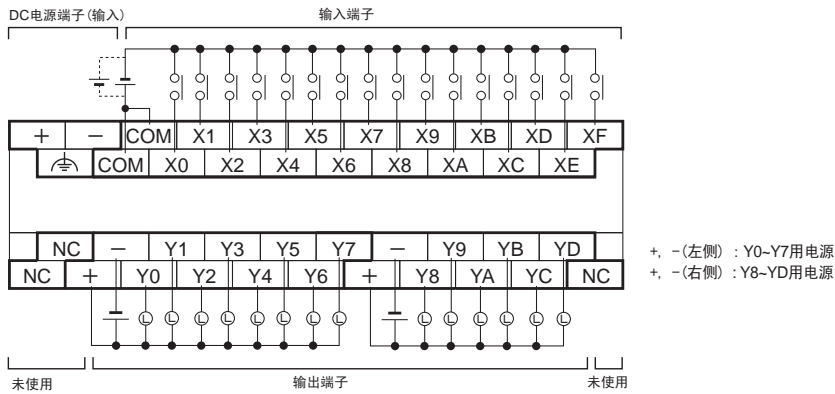 DC电源端子(输入) 输入端子
+ − COM X1 X3 X5 X7 X9 XB XD XF
COM X0 X2 X4 X6 X8 XA XC XE
NC − Y1 Y3 Y5 Y7 − Y9 YB YD
NC + Y0 Y2 Y4 Y6 + Y8 YA YC NC
+, −(左侧) : Y0~Y7用电源
+, −(右侧) : Y8~YD用电源
L L L L L L L L L L L L L L
未使用 输出端子 未使用